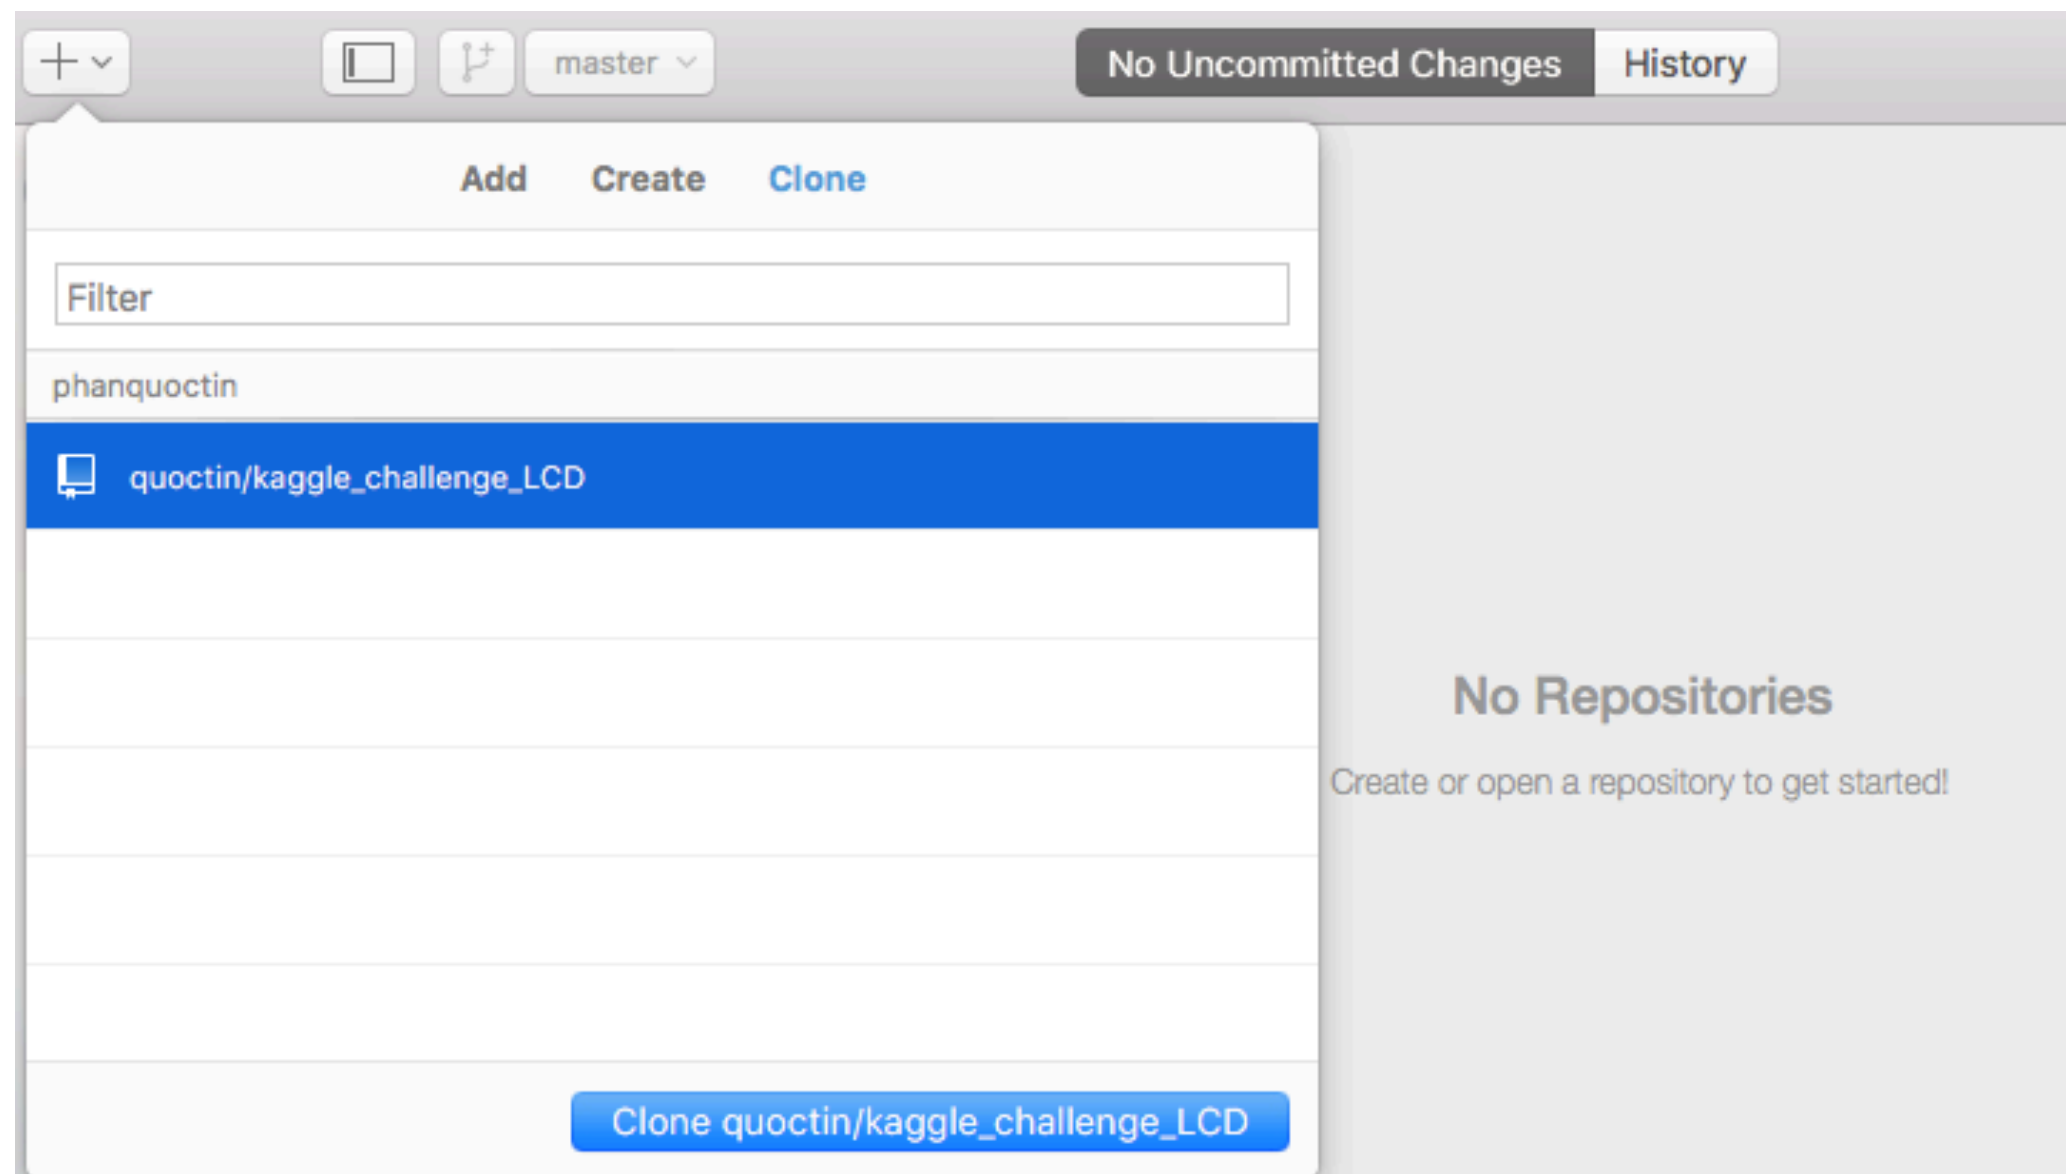 master
No Uncommitted Changes History
Add Create Clone
Filter
phanquoctin
quoctin/kaggle_challenge_LCD
No Repositories
Create or open a repository to get started!
Clone quoctin/kaggle_challenge_LCD